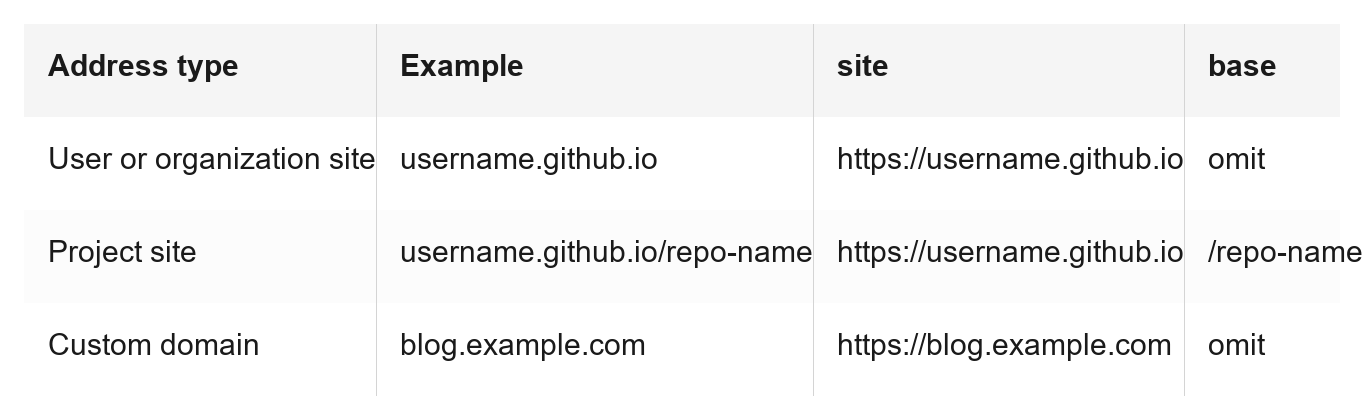 Address type Example site base
User or organization site username.github.io https://username.github.io omit
Project site username.github.io/repo-name https://username.github.io /repo-name
Custom domain blog.example.com https://blog.example.com omit